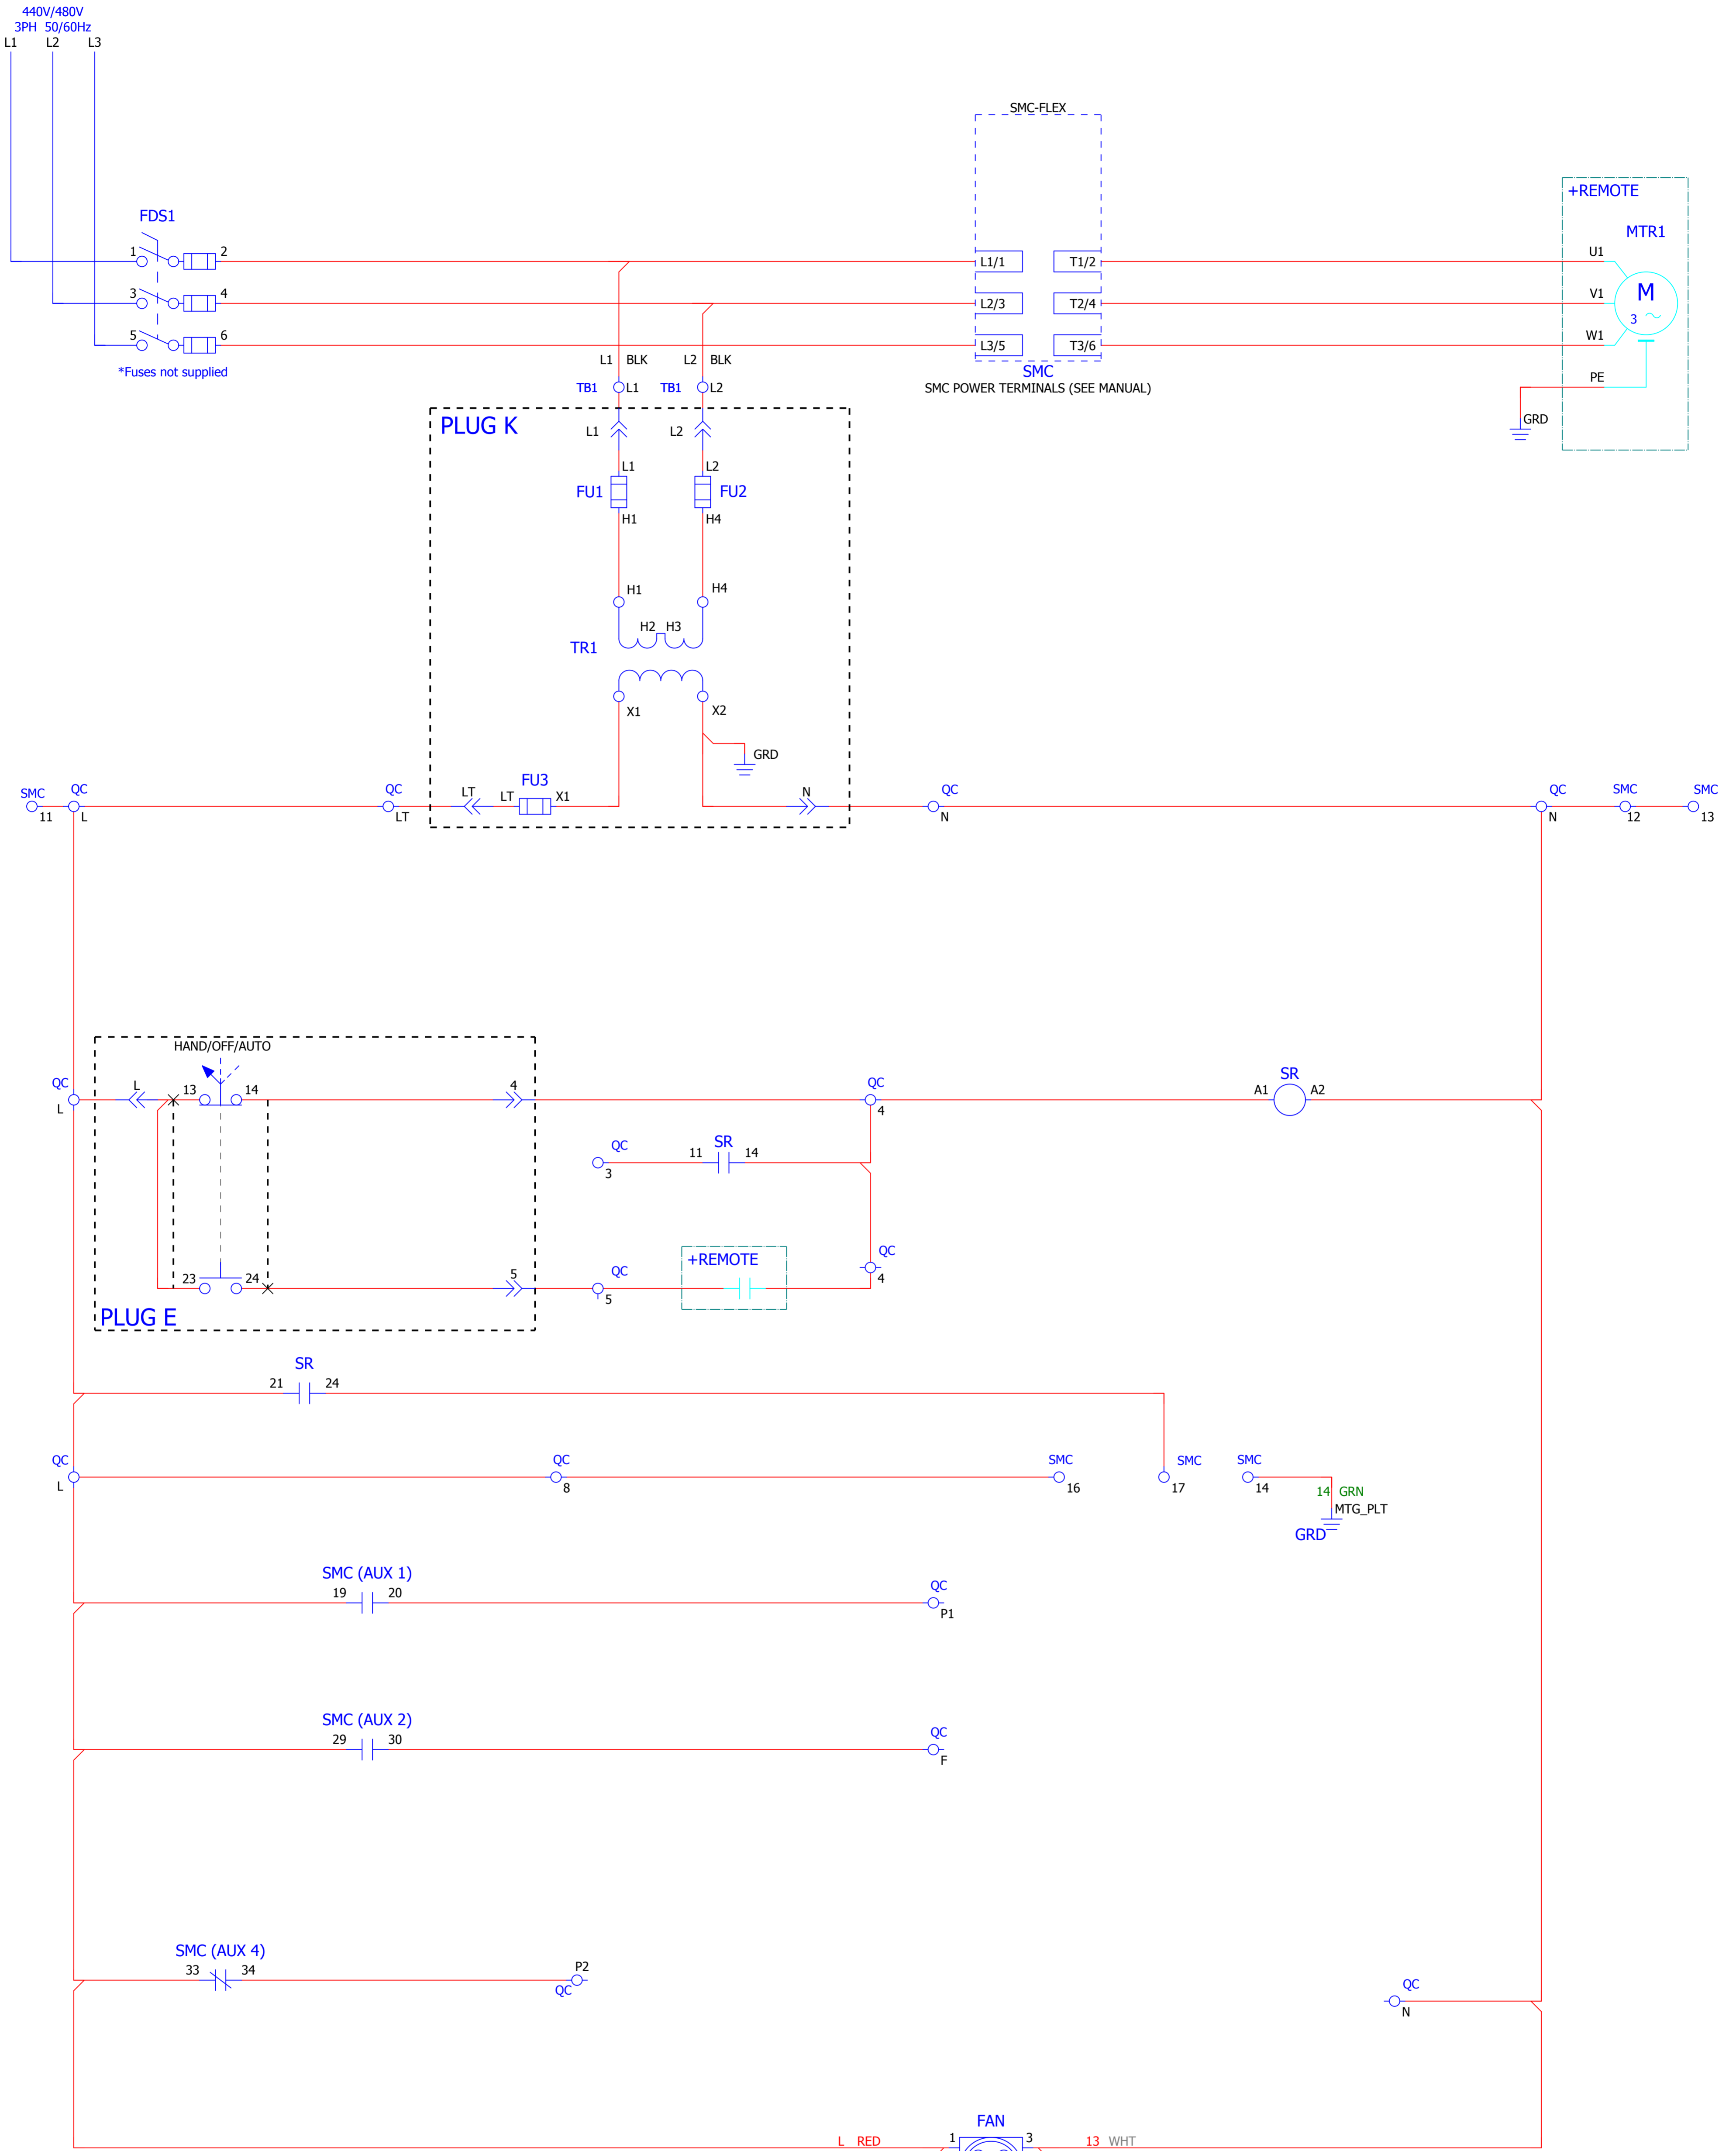 440V/480V
3PH 50/60Hz
L1 L2 L3
SMC-FLEX
+REMOTE
FDS1
MTR1
1 2 L1/1 T1/2 U1
3 4 L2/3 T2/4 V1 M
3
5 6 L3/5 T3/6 W1
L1 BLK L2 BLK
*Fuses not supplied
SMC
PE
TB1 L1 TB1 L2
SMC POWER TERMINALS (SEE MANUAL)
PLUG K
L1 L2
GRD
L1 L2
FU1 FU2
H1 H4
H1 H4
H2 H3
TR1
X1 X2
GRD
FU3
SMC QC QC LT LT X1 N QC QC SMC SMC
11 L LT N N 12 13
HAND/OFF/AUTO
SR
QC L 13 14 4 QC A1 A2
L 4
QC 11 SR 14
3
+REMOTE QC
23 24 5 QC 4
5
PLUG E
SR
21 24
QC QC SMC SMC SMC
L 8 16 17 14
14 GRN
MTG_PLT
GRD
SMC (AUX 1)
19 20 QC
P1
SMC (AUX 2)
29 30 QC
F
SMC (AUX 4)
33 34 P2
QC QC
N
FAN
L RED 1 3 13 WHT